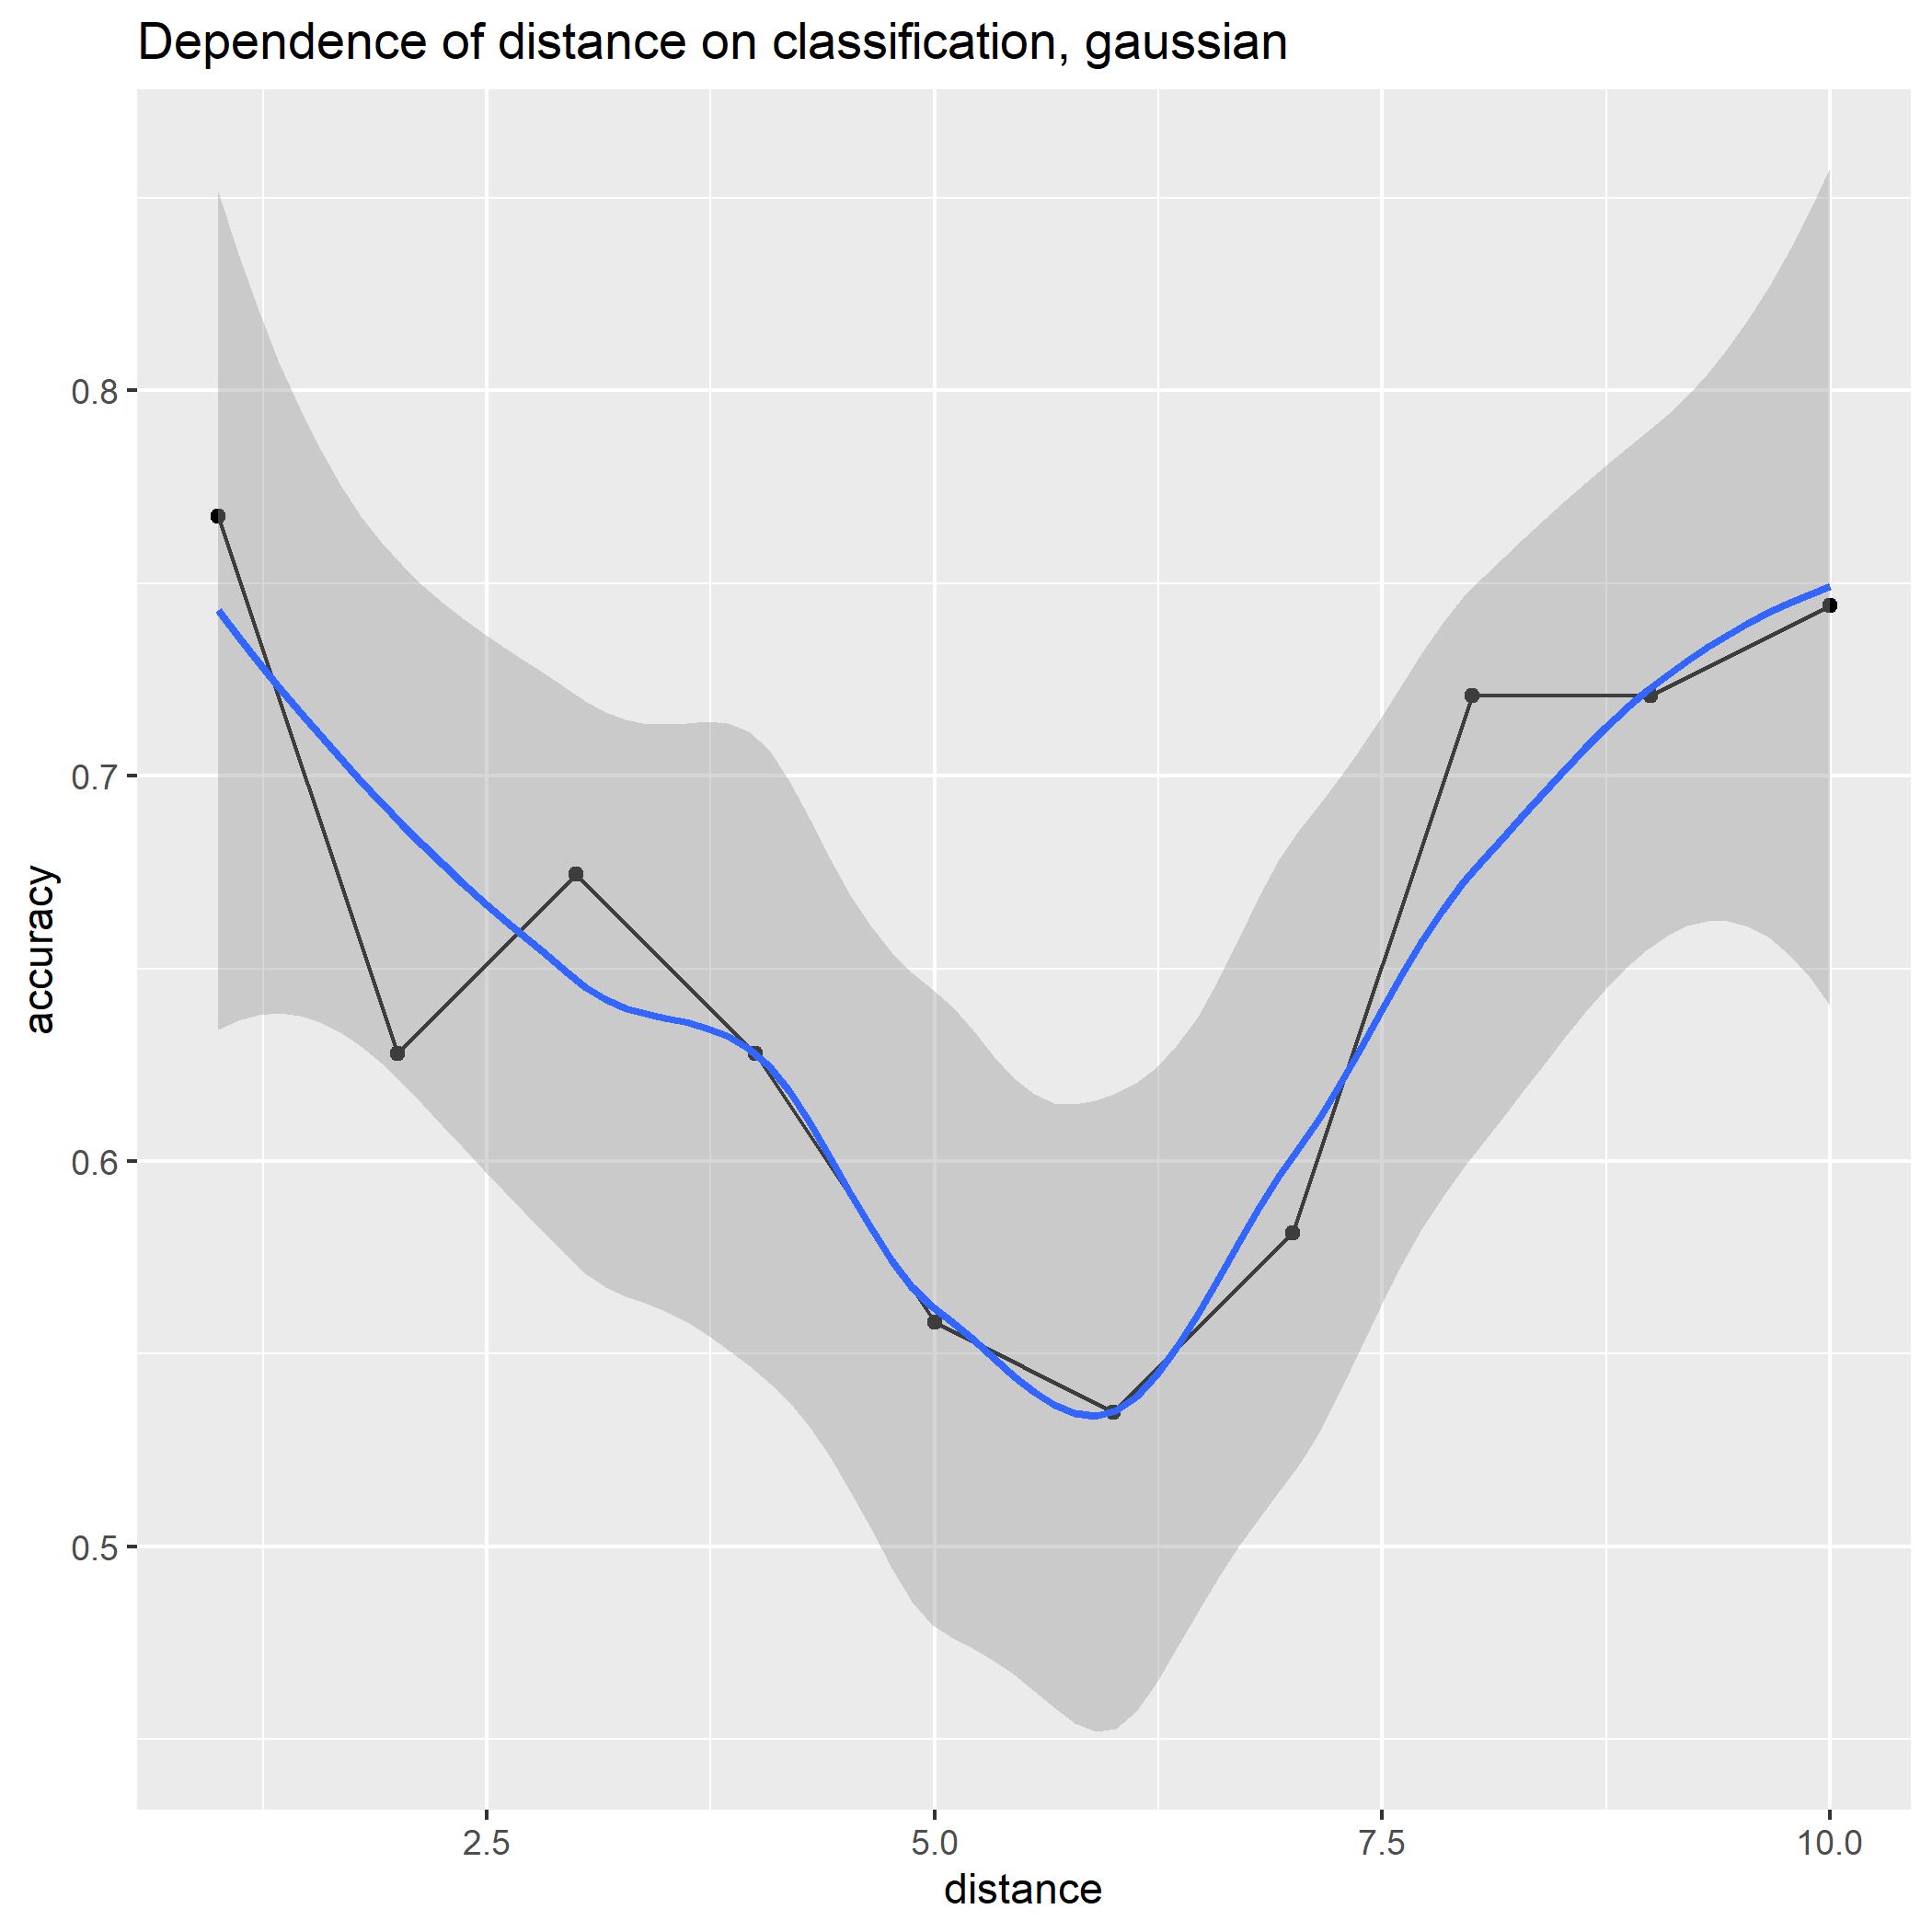 Dependence of distance on classification, gaussian
accuracy
0.8
0.7
0.6
0.5
2.5 5.0 7.5 10.0
distance